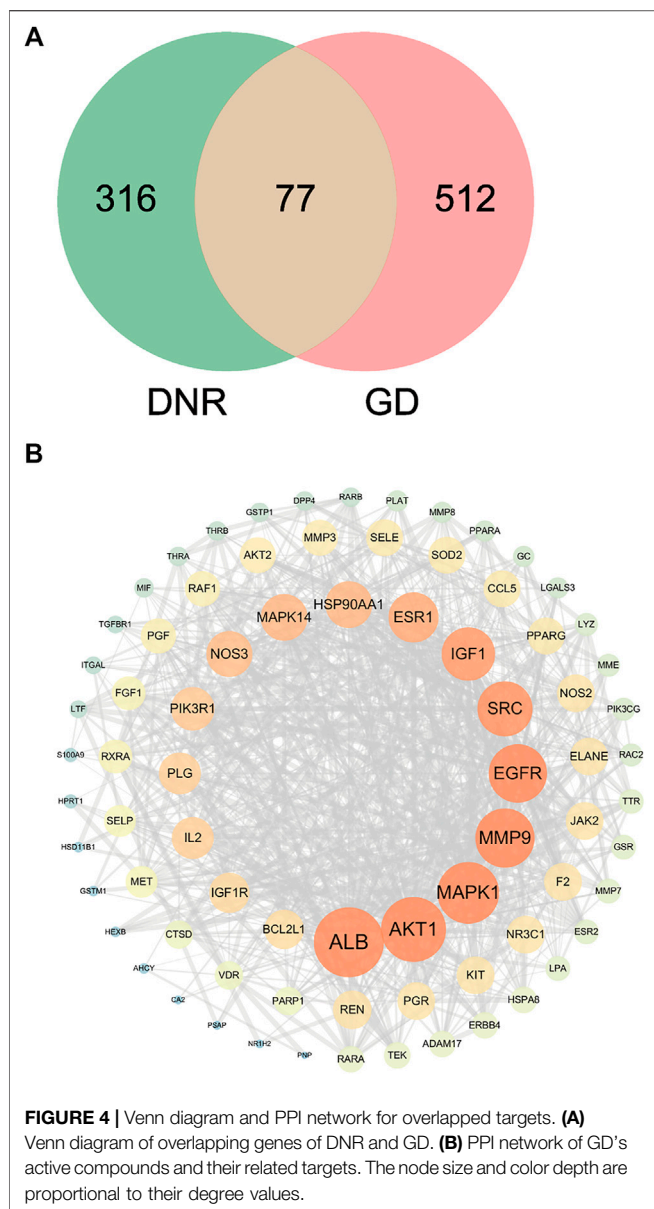 A
316
77
512
DNR
GD
B
DPP4
RARB
PLAT
GSTP1
MMP8
THRB
PPARA
MMP3
SELE
AKT2
SOD2
THRA
GC
RAF1
CCL5
MIF
LGALS3
HSP90AA1
MAPK14
ESR1
TGFBR1
PGF
PPARG
LYZ
NOS3
IGF1
ITGAL
MME
FGF1
NOS2
LTF
PIK3R1
SRC
PIK3CG
S100A9
RXRA
ELANE
RAC2
PLG
EGFR
HPRT1
TTR
SELP
JAK2
IL2
MMP9
HSD11B1
GSR
MET
F2
GSTM1
IGF1R
MAPK1
MMP7
HEXB
CTSD
BCL2L1
ALB
AKT1
NR3C1
ESR2
AHCY
VDR
KIT
LPA
CA2
PARP1
REN
PGR
HSPA8
PSAP
ERBB4
NR1H2
ADAM17
PNP
RARA
TEK
FIGURE 4 | Venn diagram and PPI network for overlapped targets. (A)
Venn diagram of overlapping genes of DNR and GD. (B) PPI network of GD's
active compounds and their related targets. The node size and color depth are
proportional to their degree values.